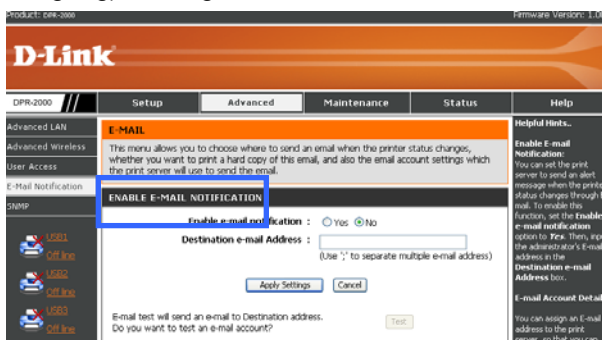 Product: DPR-2000
Firmware Version: 1.0
D-Link
DPR-2000
Setup
Advanced
Maintenance
Status
Help
Advanced LAN
Advanced Wireless
User Access
E-Mail Notification
SNMP
USB1
Off line
USB2
Off line
USB3
Off line
E-MAIL
This menu allows you to choose where to send an email when the printer status changes,
whether you want to print a hard copy of this email, and also the email account settings which
the print server will use to send the email.
ENABLE E-MAIL NOTIFICATION
Enable e-mail notification : Yes No
Destination e-mail Address :
(Use ';' to separate multiple e-mail address)
Apply Settings
Cancel
E-mail test will send an e-mail to Destination address.
Do you want to test an e-mail account?
Test
Helpful Hints..
Enable E-mail
Notification:
You can set the print
server to send an alert
message when the printe
status changes through
mail. To enable this
function, set the Enable
e-mail notification
option to Yes. Then, inp
the administrator's E-mail
address in the
Destination e-mail
Address box.
E-mail Account Detail
You can assign an E-mail
address to the print
server, so that you can